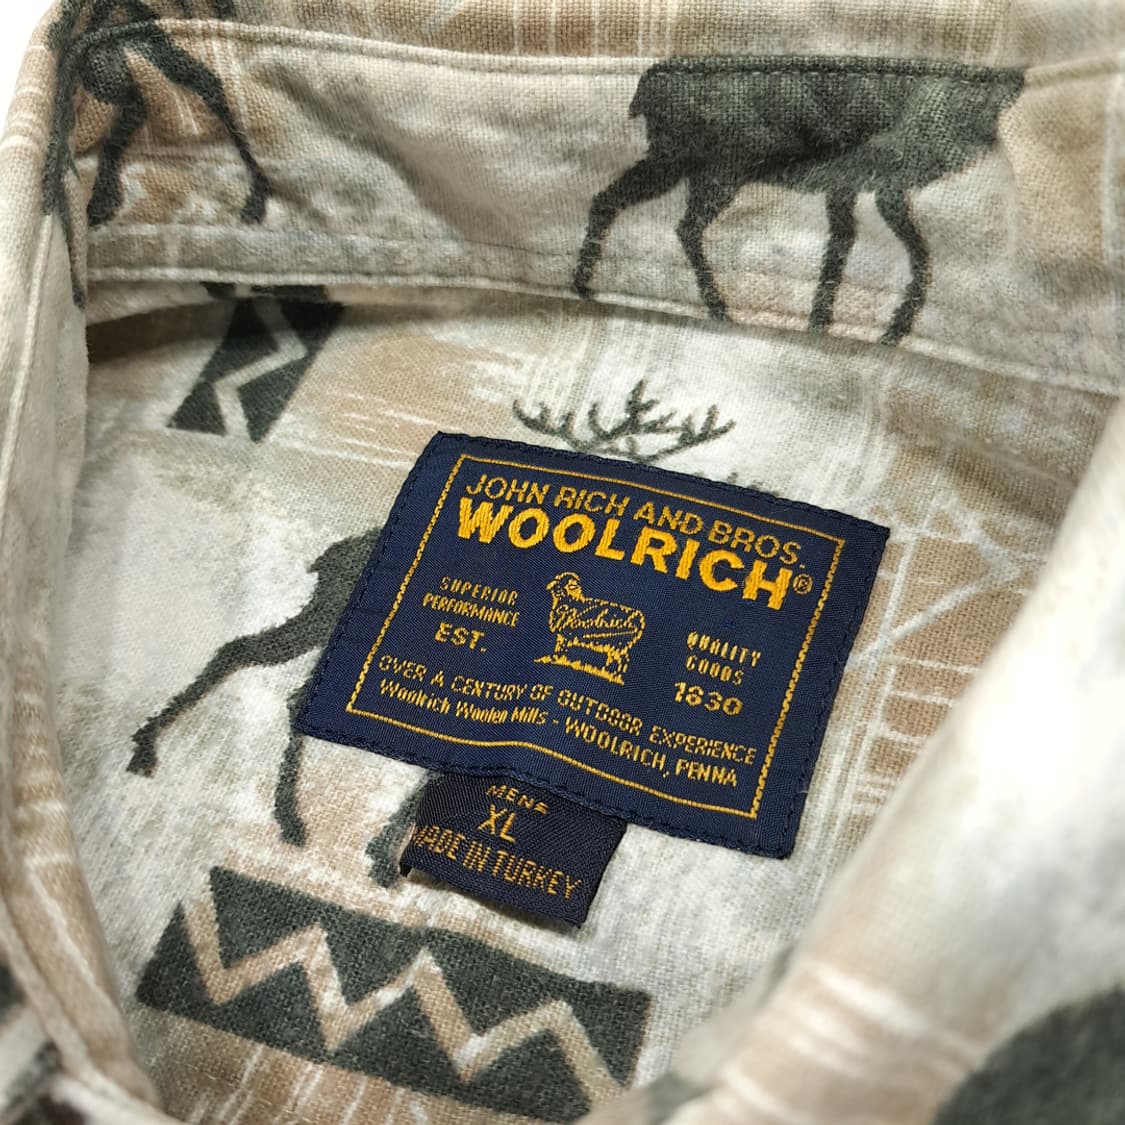 JOHN RICH AND BROS.
WOOLRICH®
SUPERIOR
PERFORMANCE
EST.
Woolrich
QUALITY
GOODS
1830
OVER A CENTURY OF OUTDOOR EXPERIENCE
Woolrich Woolen Mills - WOOLRICH, PENNA
MENS
XL
MADE IN TURKEY